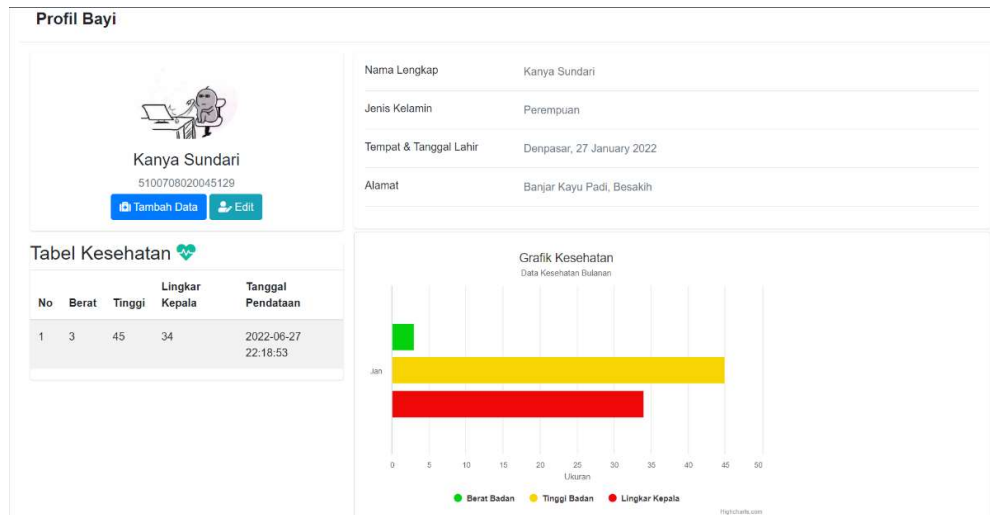 Profil Bayi
Kanya Sundari
5100708020045129
Tambah Data Edit
Nama Lengkap Kanya Sundari
Jenis Kelamin Perempuan
Tempat & Tanggal Lahir Denpasar, 27 January 2022
Alamat Banjar Kayu Padi, Besakih
Tabel Kesehatan
No Berat Tinggi Lingkar Kepala Tanggal Pendataan
1 3 45 34 2022-06-27
22:18:53
Grafik Kesehatan
Data Kesehatan Bulanan
Jan
0 5 10 15 20 25 30 35 40 45 50
Ukuran
Berat Badan Tinggi Badan Lingkar Kepala
Highcharts.com